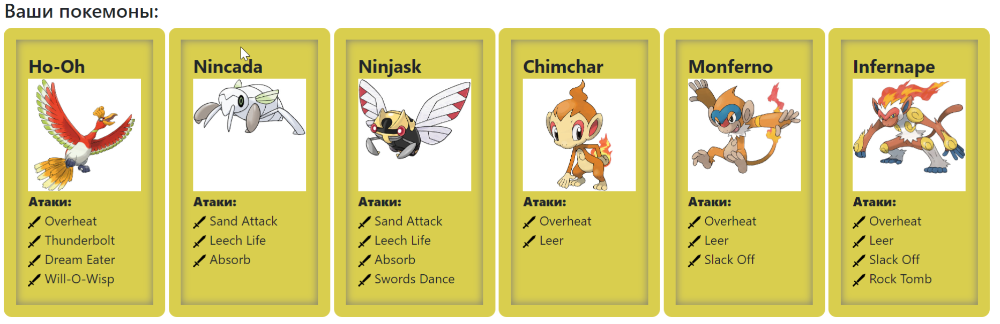 Ваши покемоны:
Ho-Oh
Атаки:
Overheat
Thunderbolt
Dream Eater
Will-O-Wisp
Nincada
Атаки:
Sand Attack
Leech Life
Absorb
Ninjask
Атаки:
Sand Attack
Leech Life
Absorb
Swords Dance
Chimchar
Атаки:
Overheat
Leer
Monferno
Атаки:
Overheat
Leer
Slack Off
Infernape
Атаки:
Overheat
Leer
Slack Off
Rock Tomb